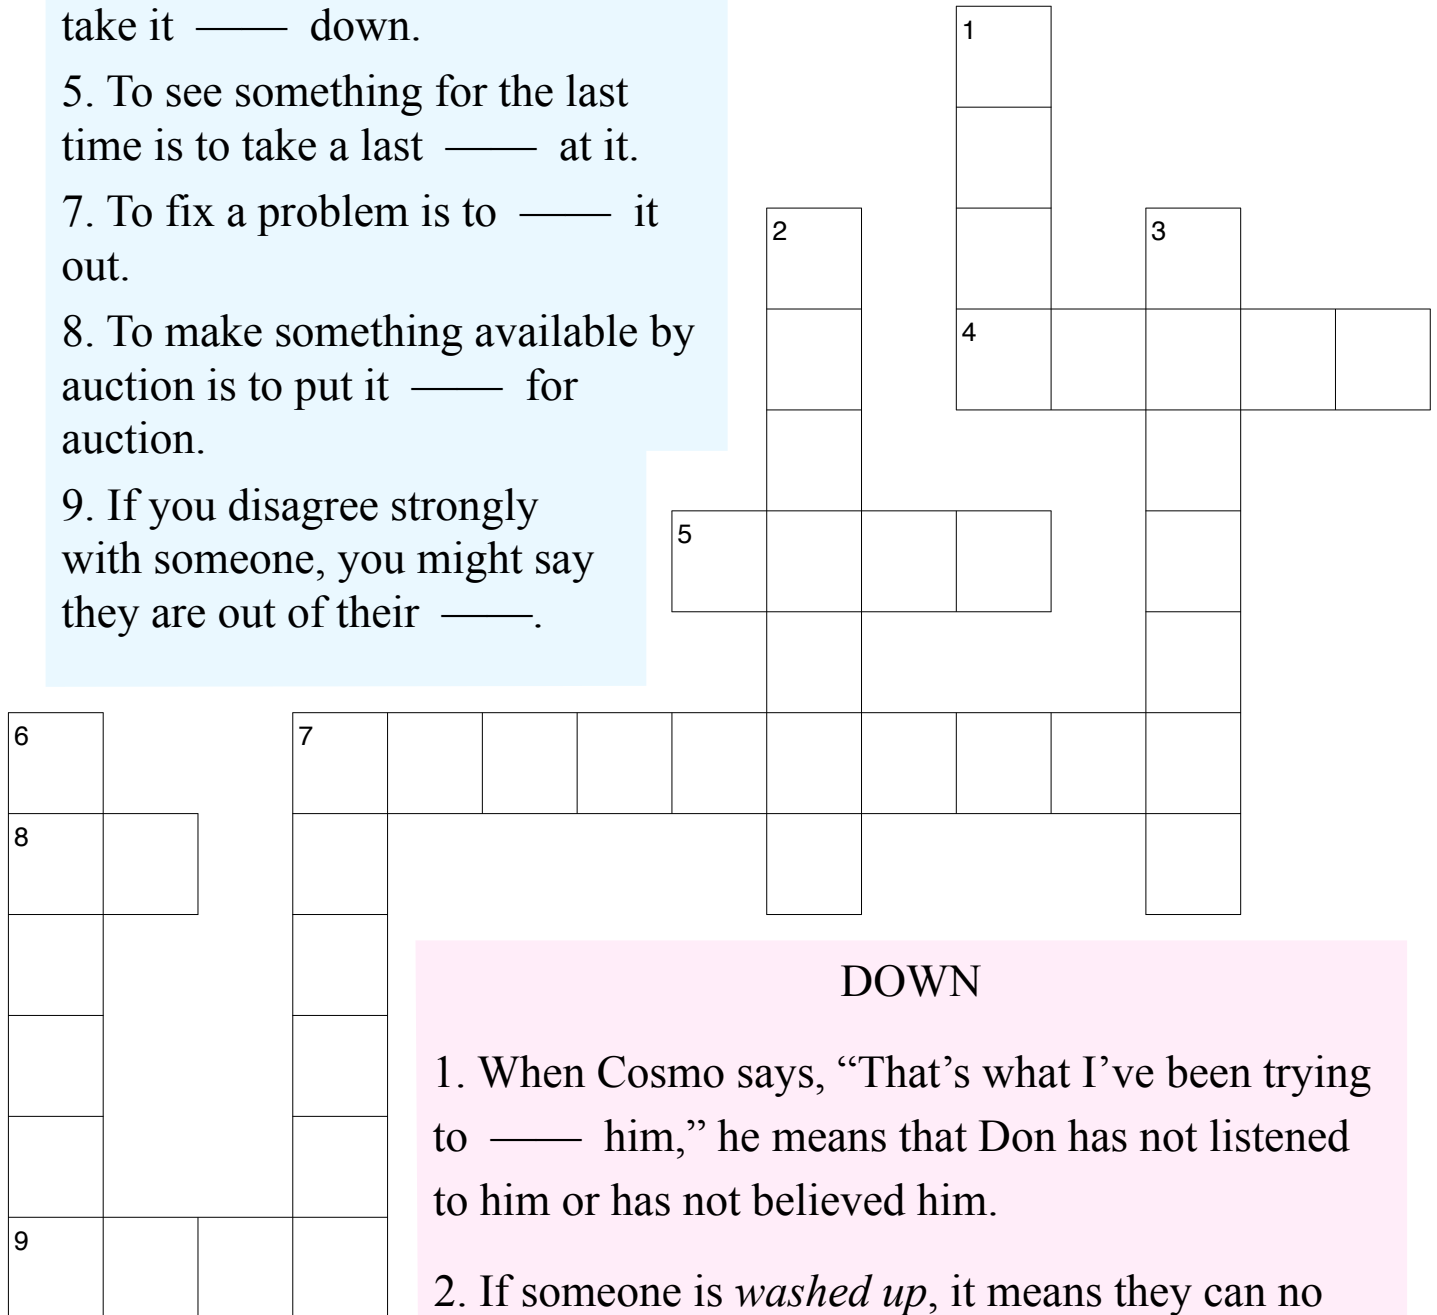 take it —— down.
5. To see something for the last
time is to take a last —— at it.
7. To fix a problem is to —— it
out.
8. To make something available by
auction is to put it —— for
auction.
9. If you disagree strongly
with someone, you might say
they are out of their ——.
1
2
3
4
5
6
7
8
9
DOWN
1. When Cosmo says, “That’s what I’ve been trying
to —— him,” he means that Don has not listened
to him or has not believed him.
2. If someone is washed up, it means they can no